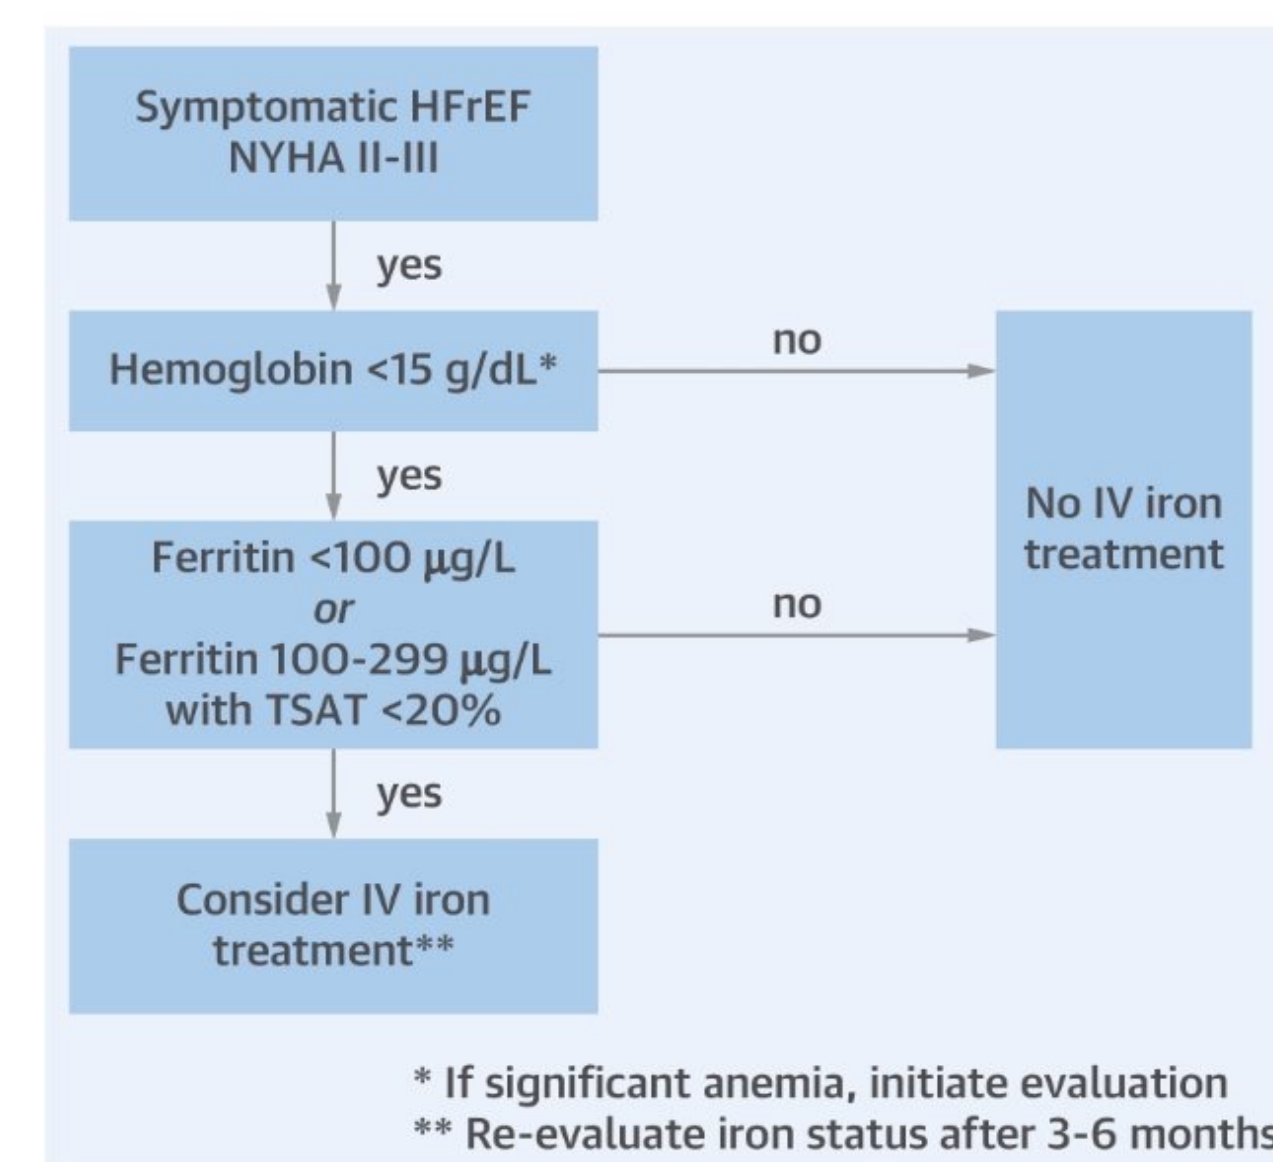 Symptomatic HFrEF
NYHA II-III
yes
Hemoglobin <15 g/dL*
no
yes
Ferritin <100 µg/L
or
Ferritin 100-299 µg/L
with TSAT <20%
no
No IV iron
treatment
yes
Consider IV iron
treatment**
* If significant anemia, initiate evaluation
** Re-evaluate iron status after 3-6 months